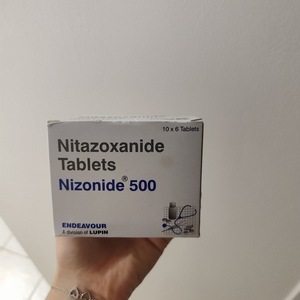 10 x 6 Tablets
Nitazoxanide
Tablets
Nizonide® 500
ENDEAVOUR
A division of LUPIN